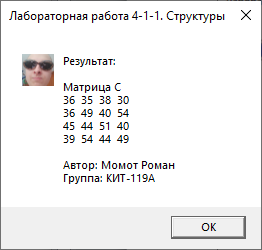 Лабораторная работа 4-1-1. Структуры
Результат:
Матрица С
36 35 38 30
36 49 40 54
45 44 51 40
39 54 44 49
Автор: Момот Роман
Группа: КИТ-119А
OK